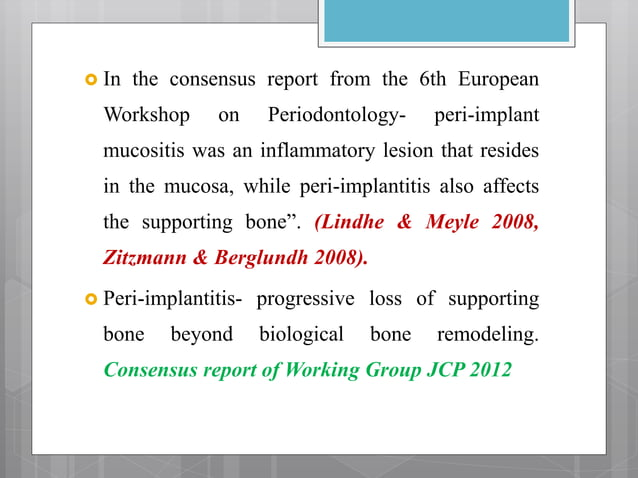 In the consensus report from the 6th European
Workshop on Periodontology- peri-implant
mucositis was an inflammatory lesion that resides
in the mucosa, while peri-implantitis also affects
the supporting bone”. (Lindhe & Meyle 2008,
Zitzmann & Berglundh 2008).
Peri-implantitis- progressive loss of supporting
bone beyond biological bone remodeling.
Consensus report of Working Group JCP 2012